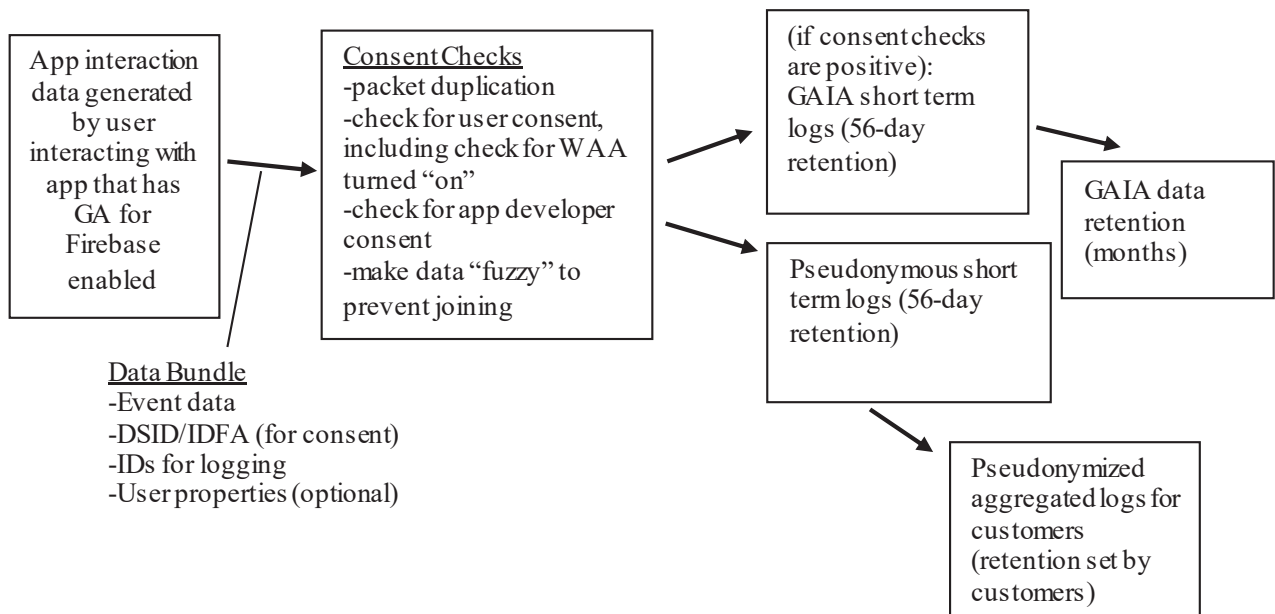 App interaction
data generated
by user
interacting with
app that has
GA for
Firebase
enabled
Data Bundle
-Event data
-DSID/IDFA (for consent)
-IDs for logging
-User properties (optional)
Consent Checks
-packet duplication
-check for user consent,
including check for WAA
turned “on”
-check for app developer
consent
-make data “fuzzy” to
prevent joining
(if consent checks
are positive):
GAIA short term
logs (56-day
retention)
GAIA data
retention
(months)
Pseudonymous short
term logs (56-day
retention)
Pseudonymized
aggregated logs for
customers
(retention set by
customers)